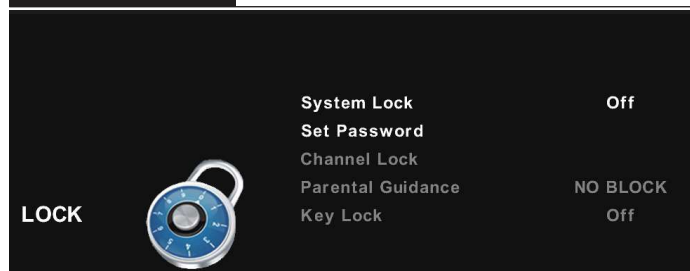 System Lock Off
Set Password
Channel Lock
Parental Guidance NO BLOCK
LOCK
Key Lock Off